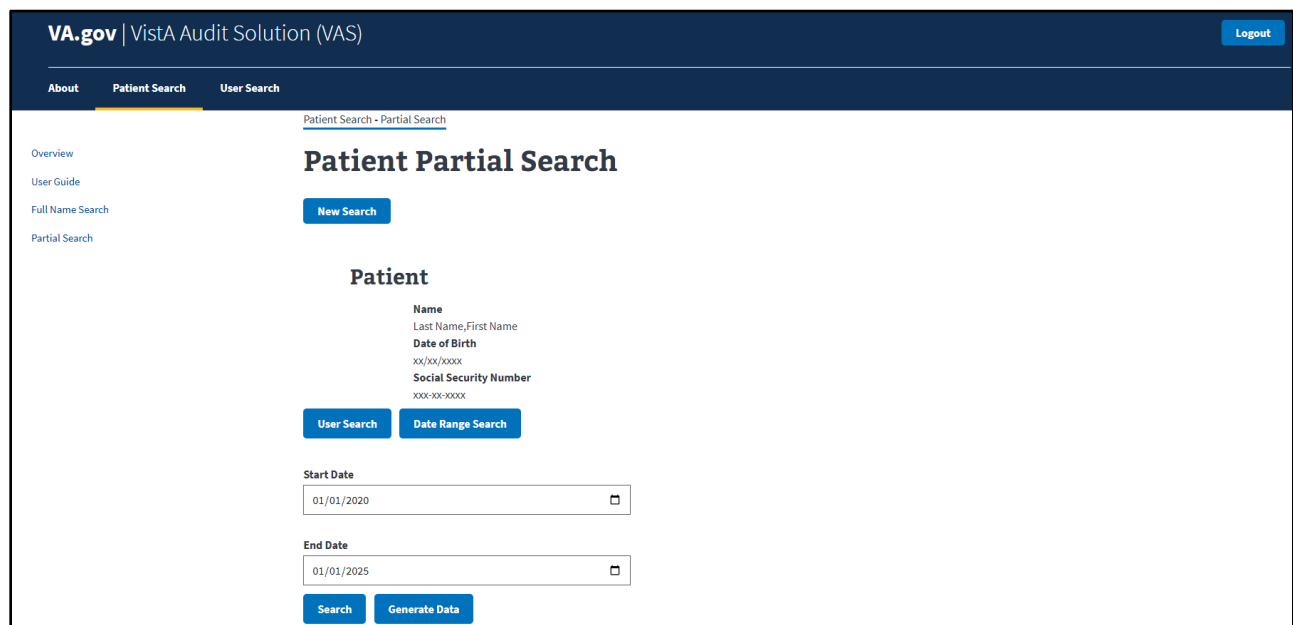 VA.gov | VistA Audit Solution (VAS)
Logout
About Patient Search User Search
Patient Search - Partial Search
Overview
User Guide
Full Name Search
Partial Search
Patient Partial Search
New Search
Patient
Name
Last Name,First Name
Date of Birth
xx/xx/xxxx
Social Security Number
xxx-xx-xxxx
User Search Date Range Search
Start Date
01/01/2020
End Date
01/01/2025
Search Generate Data